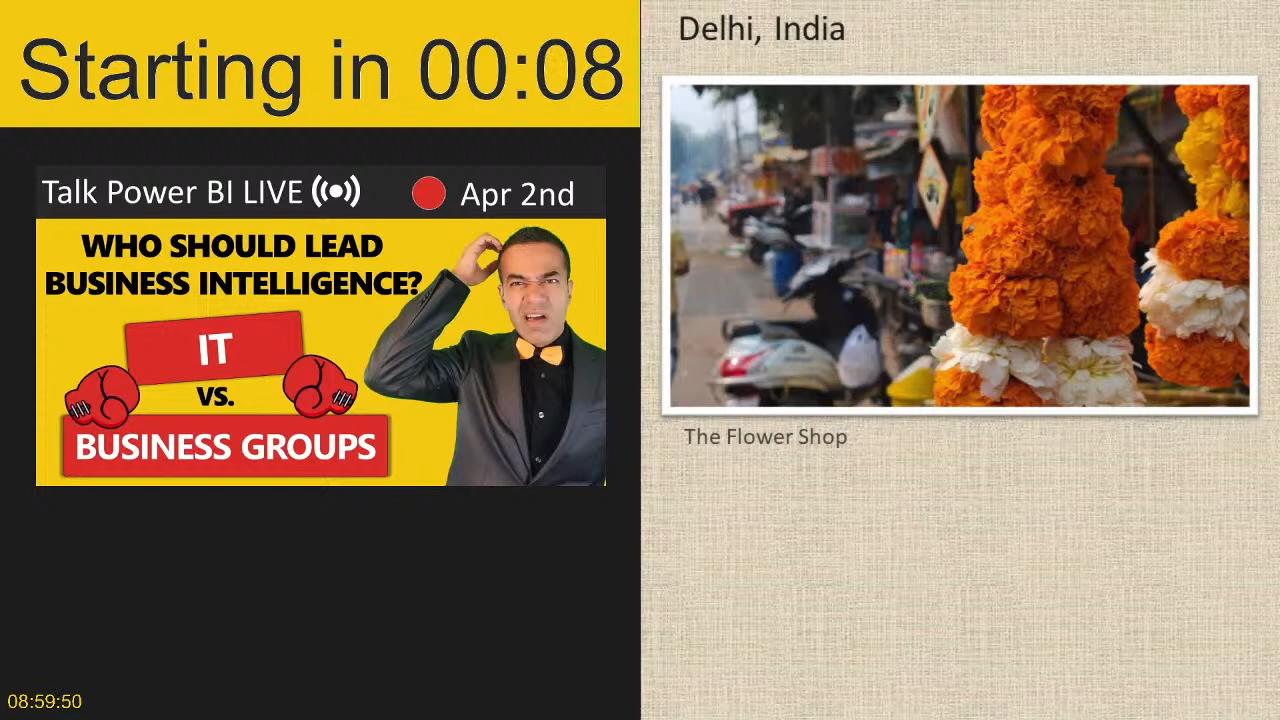 Starting in 00:08
Talk Power BI LIVE
Apr 2nd
WHO SHOULD LEAD
BUSINESS INTELLIGENCE?
IT
VS.
BUSINESS GROUPS
08:59:50
Delhi, India
The Flower Shop